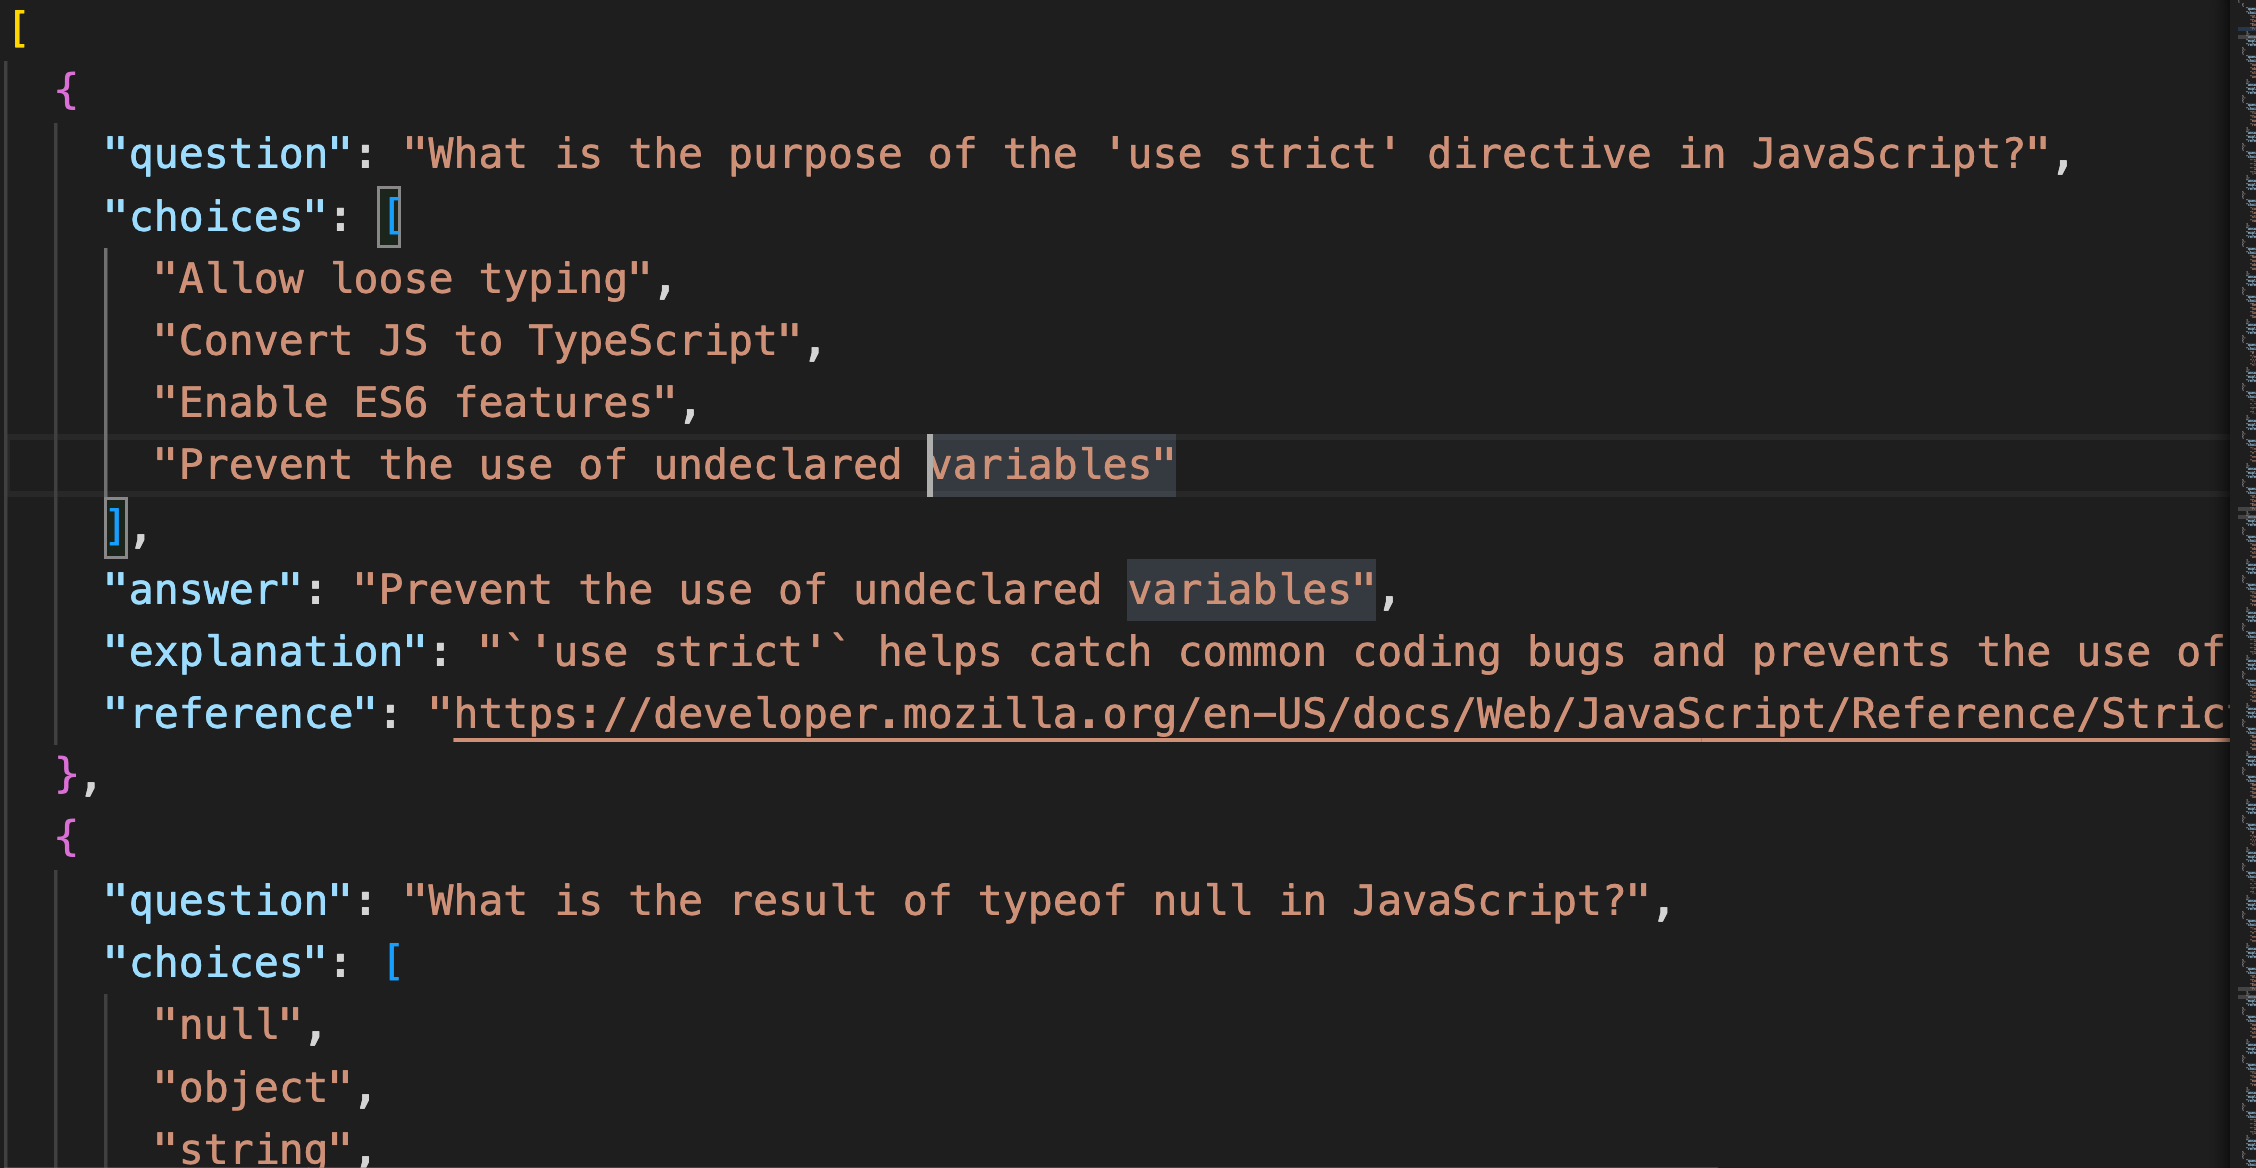 [
  {
    "question": "What is the purpose of the 'use strict' directive in JavaScript?",
    "choices": [
      "Allow loose typing",
      "Convert JS to TypeScript",
      "Enable ES6 features",
      "Prevent the use of undeclared variables"
    ],
    "answer": "Prevent the use of undeclared variables",
    "explanation": "`'use strict'` helps catch common coding bugs and prevents the use of
    "reference": "https://developer.mozilla.org/en-US/docs/Web/JavaScript/Reference/Stric
  },
  {
    "question": "What is the result of typeof null in JavaScript?",
    "choices": [
      "null",
      "object",
      "string",